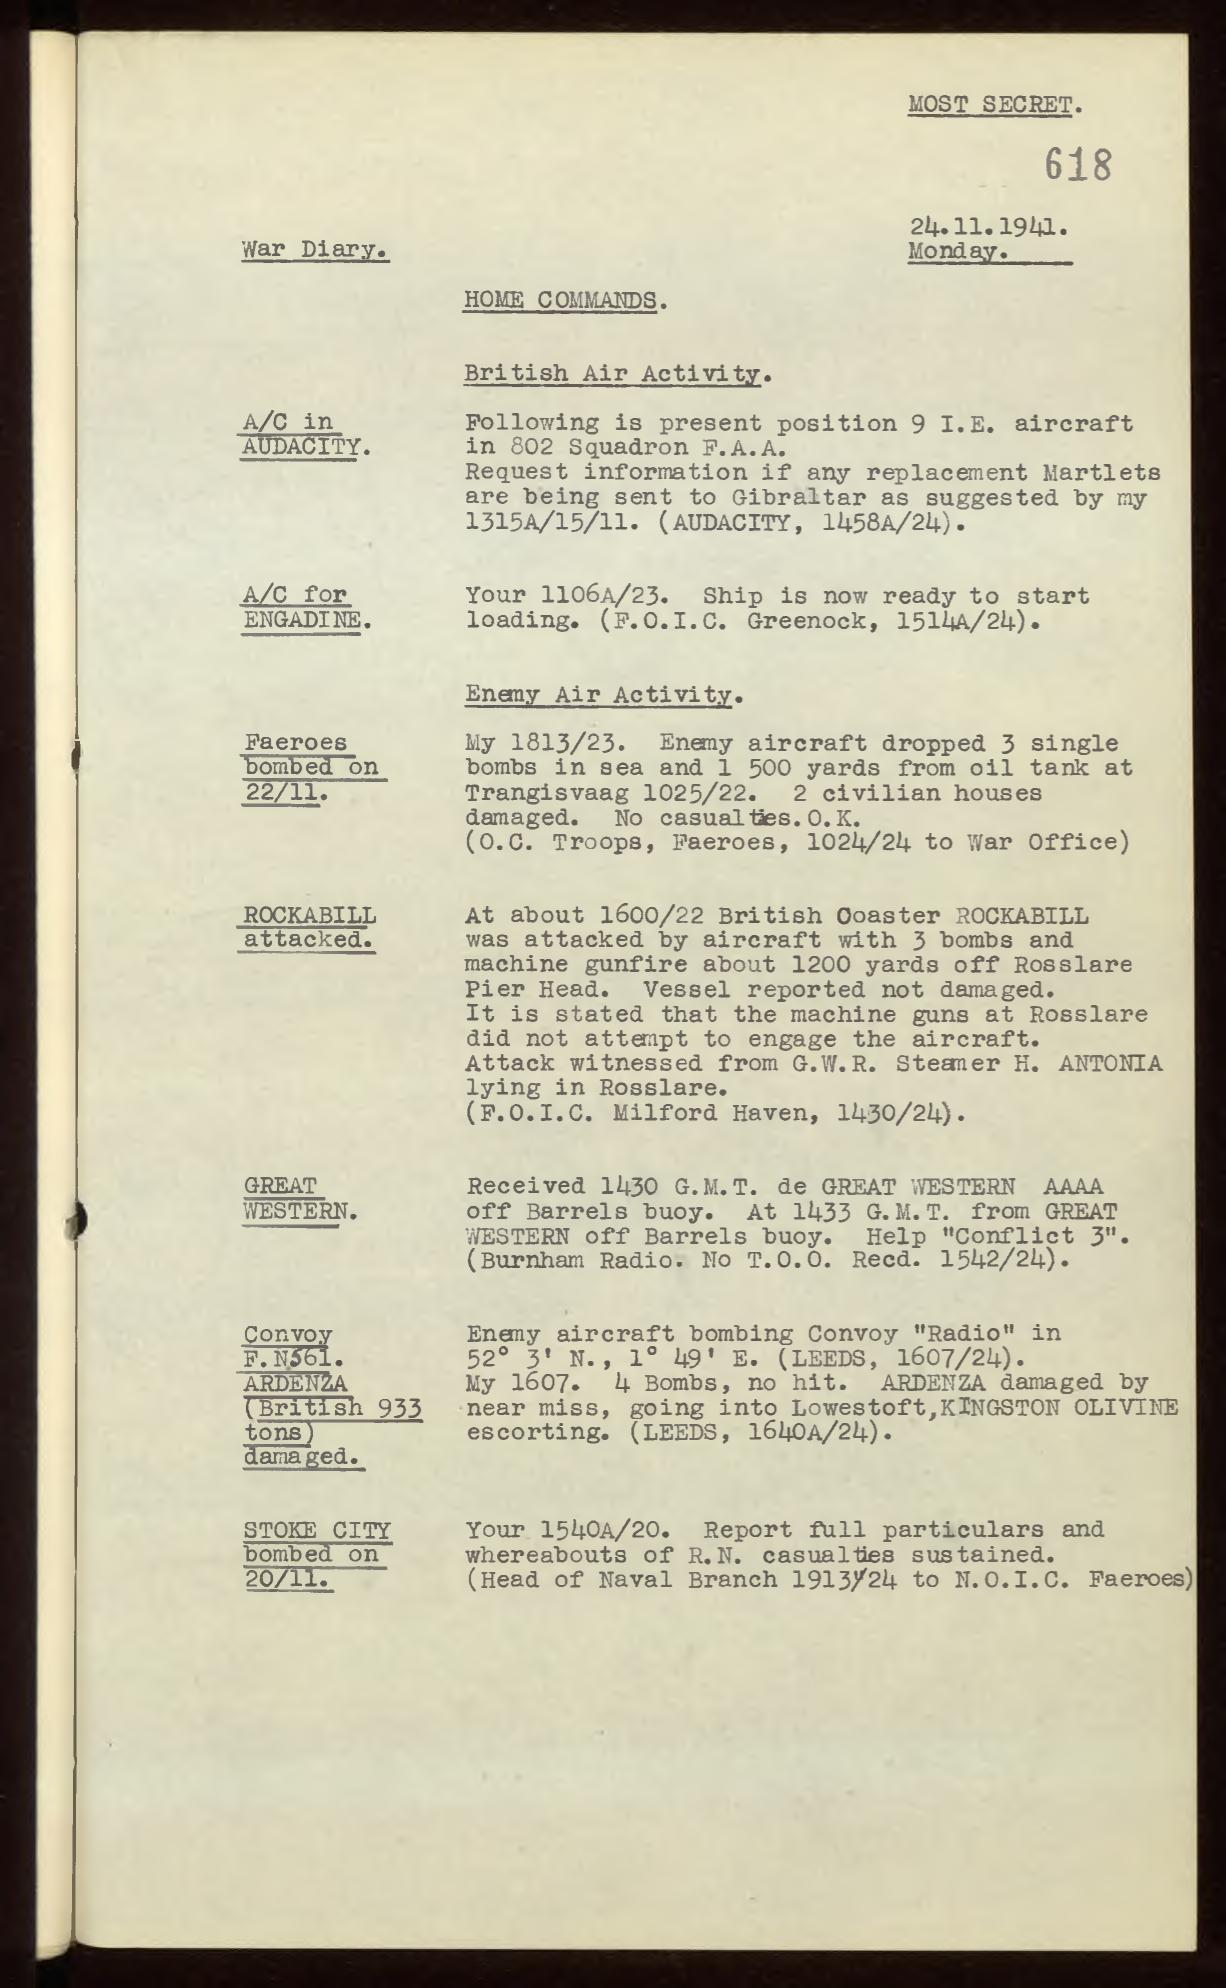 MOST SECRET.
618
24.11.1941.
War Diary.
Monday.
HOME COMMANDS.
British Air Activity.
A/C in
AUDACITY.
Following is present position 9 I.E. aircraft
in 802 Squadron F.A.A.
Request information if any replacement Martlets
are being sent to Gibraltar as suggested by my
1315A/15/11. (AUDACITY, 1458A/24).
A/C for
ENGADINE.
Your 1106A/23. Ship is now ready to start
loading. (F.O.I.C. Greenock, 1514A/24).
Enemy Air Activity.
Faeroes
bombed on
22/11.
My 1813/23. Enemy aircraft dropped 3 single
bombs in sea and 1 500 yards from oil tank at
Trangisvaag 1025/22. 2 civilian houses
damaged. No casualties.O.K.
(O.C. Troops, Faeroes, 1024/24 to War Office)
ROCKABILL
attacked.
At about 1600/22 British Coaster ROCKABILL
was attacked by aircraft with 3 bombs and
machine gunfire about 1200 yards off Rosslare
Pier Head. Vessel reported not damaged.
It is stated that the machine guns at Rosslare
did not attempt to engage the aircraft.
Attack witnessed from G.W.R. Steamer H. ANTONIA
lying in Rosslare.
(F.O.I.C. Milford Haven, 1430/24).
GREAT
WESTERN.
Received 1430 G.M.T. de GREAT WESTERN AAAA
off Barrels buoy. At 1433 G.M.T. from GREAT
WESTERN off Barrels buoy. Help "Conflict 3".
(Burnham Radio. No T.O.O. Recd. 1542/24).
Convoy
F.N561.
ARDENZA
(British 933
tons)
damaged.
Enemy aircraft bombing Convoy "Radio" in
52° 3' N., 1° 49' E. (LEEDS, 1607/24).
My 1607. 4 Bombs, no hit. ARDENZA damaged by
near miss, going into Lowestoft,KINGSTON OLIVINE
escorting. (LEEDS, 1640A/24).
STOKE CITY
bombed on
20/11.
Your 1540A/20. Report full particulars and
whereabouts of R.N. casualties sustained.
(Head of Naval Branch 1913/24 to N.O.I.C. Faeroes)